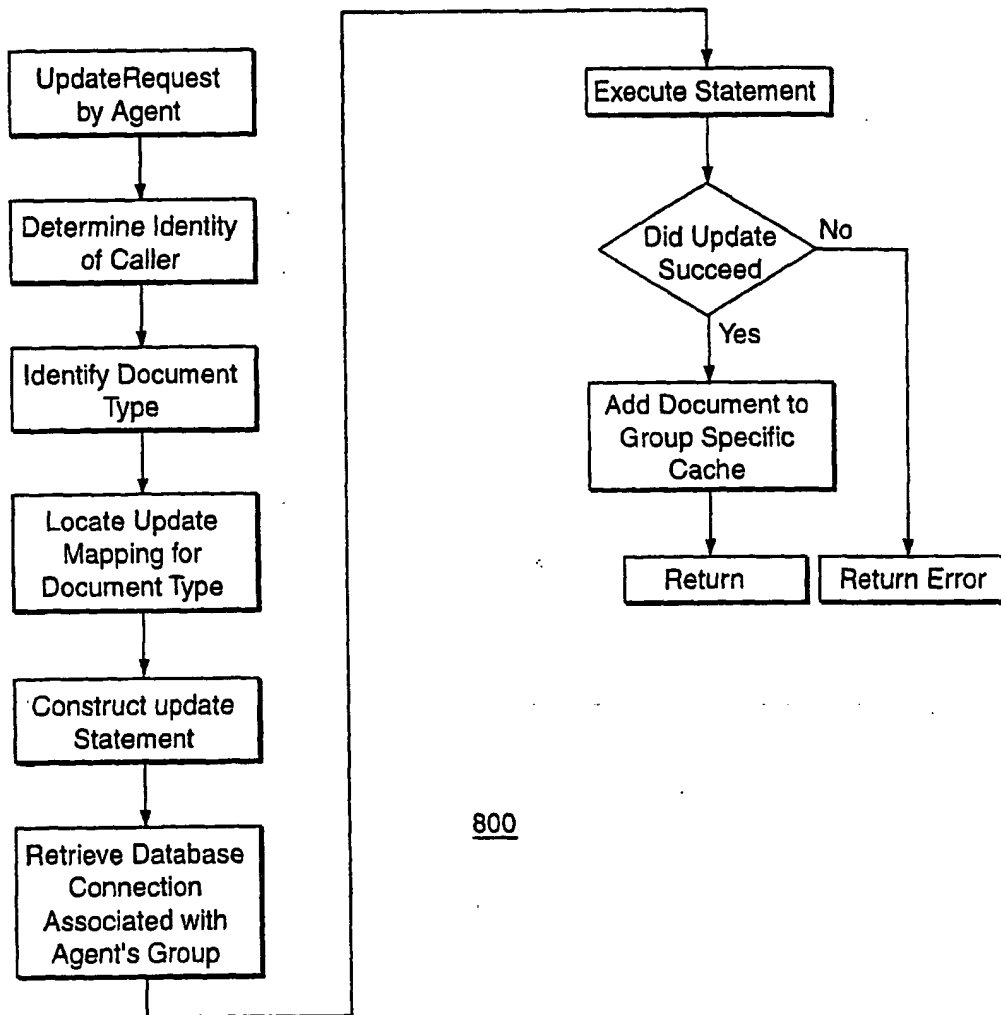 UpdateRequest
by Agent
Determine Identity
of Caller
Identify Document
Type
Locate Update
Mapping for
Document Type
Construct update
Statement
Retrieve Database
Connection
Associated with
Agent's Group
Execute Statement
Did Update
Succeed
No
Yes
Add Document to
Group Specific
Cache
Return
Return Error
800